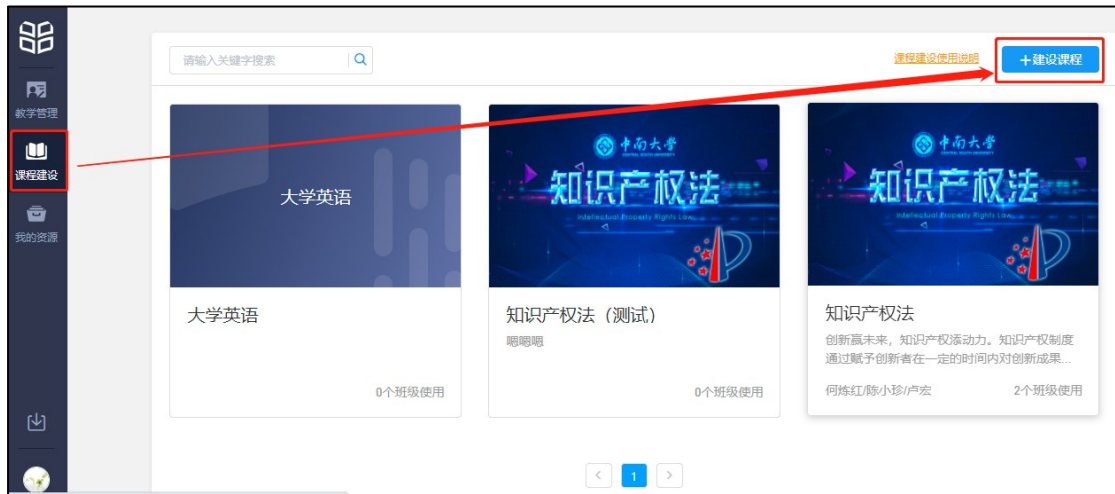 请输入关键字搜索
课程建设使用说明
+建设课程
教学管理
课程建设
我的资源
大学英语
中南大学
CENTRAL SOUTH UNIVERSITY
知识产权法
Intellectual Property Rights Law
中南大学
CENTRAL SOUTH UNIVERSITY
知识产权法
Intellectual Property Rights Law
大学英语
0个班级使用
知识产权法（测试）
嗯嗯嗯
0个班级使用
知识产权法
创新赢未来，知识产权添动力。知识产权制度
通过赋予创新者在一定的时间内对创新成果...
何炼红/陈小珍/卢宏
2个班级使用
< 1 >